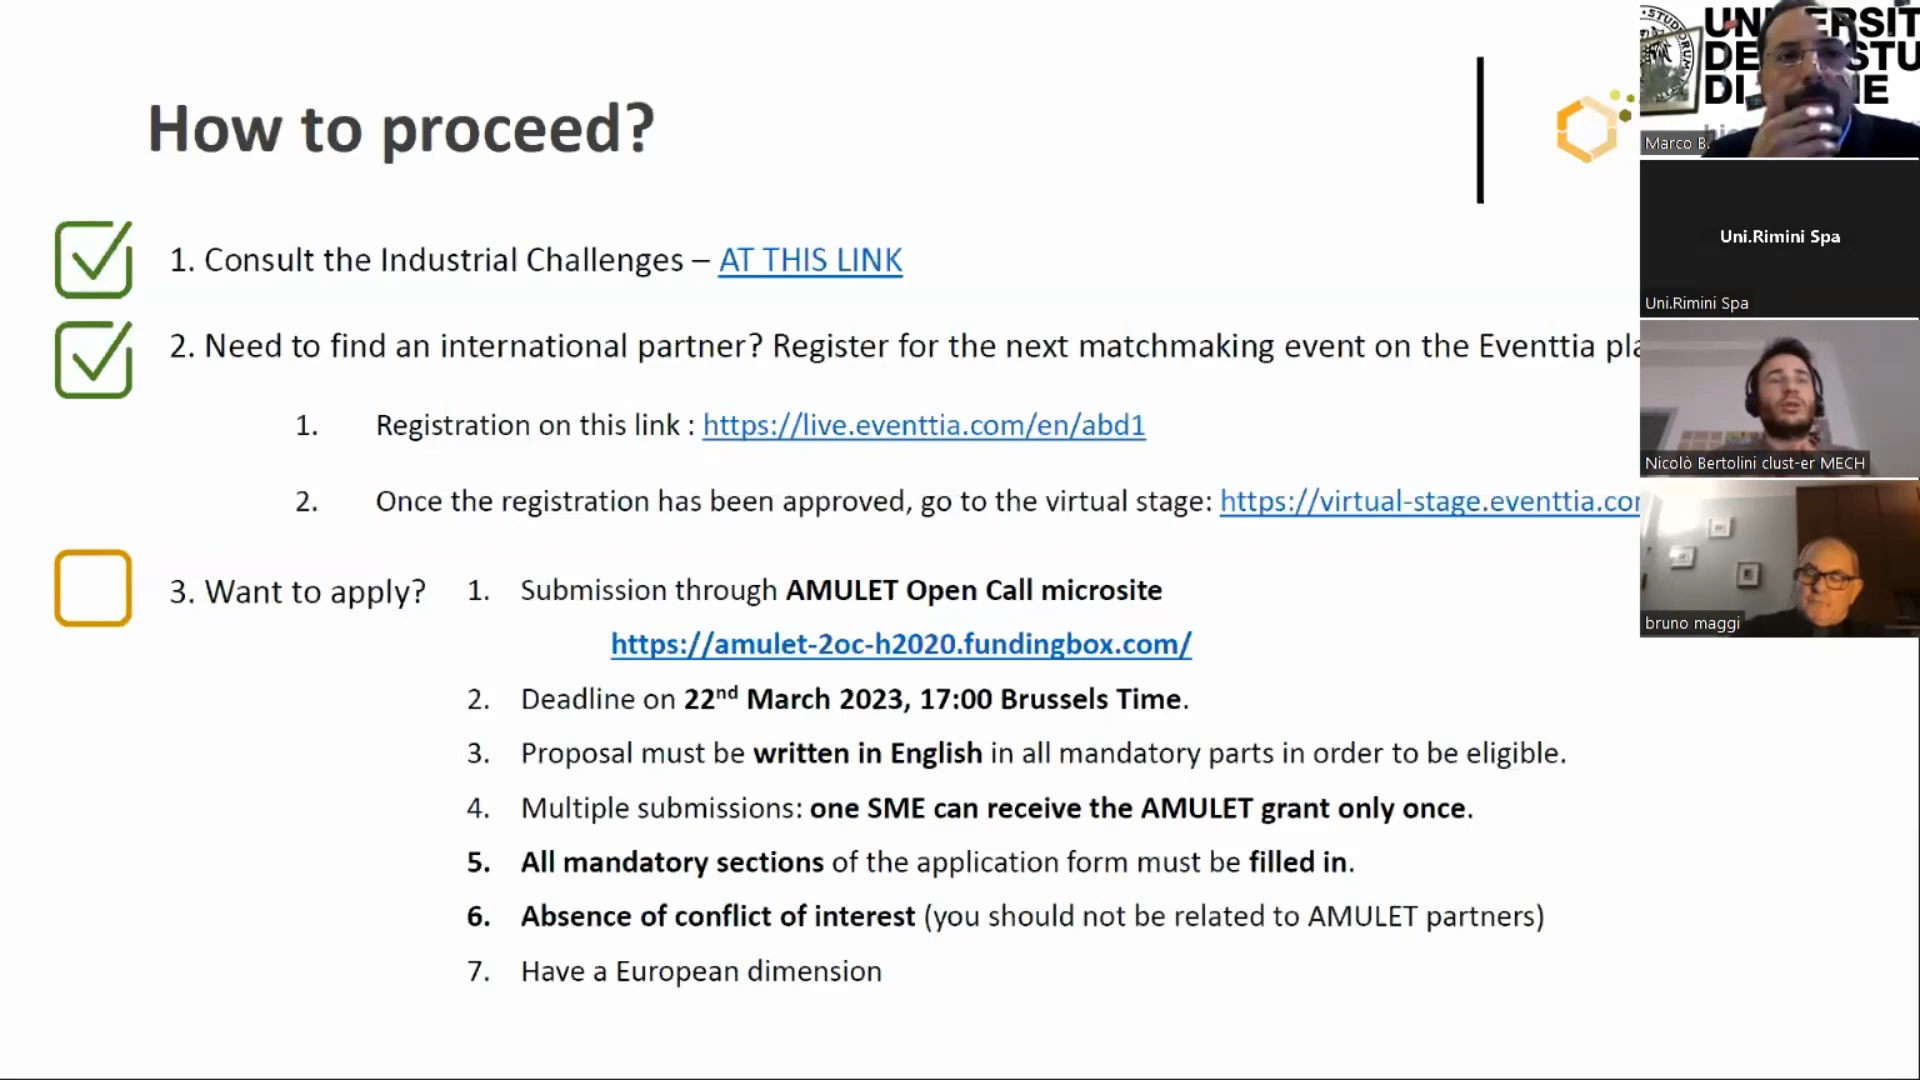 How to proceed?
1. Consult the Industrial Challenges – AT THIS LINK
2. Need to find an international partner? Register for the next matchmaking event on the Eventtia
1. Registration on this link : https://live.eventtia.com/en/abd1
2. Once the registration has been approved, go to the virtual stage: https://virtual-stage.eventtia.co
3. Want to apply?
1. Submission through AMULET Open Call microsite
https://amulet-2oc-h2020.fundingbox.com/
2. Deadline on 22nd March 2023, 17:00 Brussels Time.
3. Proposal must be written in English in all mandatory parts in order to be eligible.
4. Multiple submissions: one SME can receive the AMULET grant only once.
5. All mandatory sections of the application form must be filled in.
6. Absence of conflict of interest (you should not be related to AMULET partners)
7. Have a European dimension
Marco B.
Uni.Rimini Spa
Uni.Rimini Spa
Nicolò Bertolini clust-er MECH
bruno maggi